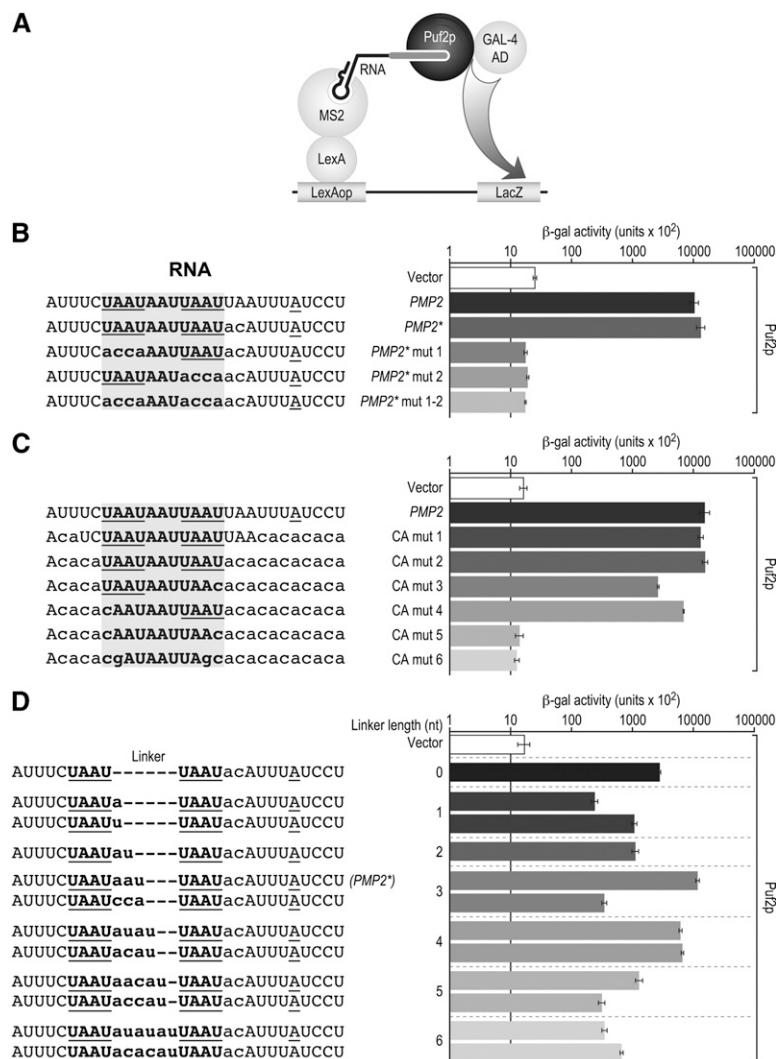 A
Puf2p
GAL-4
AD
RNA
MS2
LexA
LexAop
LacZ
B
RNA
β-gal activity (units x 10²)
1 10 100 1000 10000 100000
Vector
AUUUCUAAUAAUUAAUUAAUUUAUCCU PMP2
AUUUCUAAUAAUUAAUacAUUUAUCCU PMP2*
AUUUCaccaAAUUAAUacAUUUAUCCU PMP2* mut 1
AUUUCUAAUAAUaccaacAUUUAUCCU PMP2* mut 2
AUUUCaccaAAUaccaacAUUUAUCCU PMP2* mut 1-2
Puf2p
C
β-gal activity (units x 10²)
1 10 100 1000 10000 100000
Vector
AUUUCUAAUAAUUAAUUAAUUUAUCCU PMP2
AcaUCUAAUAAUUAAUUAAcacacaca CA mut 1
AcacaUAAUAAUUAAUacacacacaca CA mut 2
AcacaUAAUAAUUAAcacacacacaca CA mut 3
AcacacAAUAAUUAAUacacacacaca CA mut 4
AcacacAAUAAUUAAcacacacacaca CA mut 5
AcacacgAUAAUUAgcacacacacaca CA mut 6
Puf2p
D
β-gal activity (units x 10²)
Linker length (nt) 1 10 100 1000 10000 100000
Vector
Linker
AUUUCUAAU------UAAUacAUUUAUCCU 0
AUUUCUAAUa-----UAAUacAUUUAUCCU 1
AUUUCUAAUu-----UAAUacAUUUAUCCU
AUUUCUAAUau----UAAUacAUUUAUCCU 2
AUUUCUAAUaau---UAAUacAUUUAUCCU (PMP2*) 3
AUUUCUAAUcca---UAAUacAUUUAUCCU
AUUUCUAAUauau--UAAUacAUUUAUCCU 4
AUUUCUAAUacau--UAAUacAUUUAUCCU
AUUUCUAAUaacau-UAAUacAUUUAUCCU 5
AUUUCUAAUaccau-UAAUacAUUUAUCCU
AUUUCUAAUauauauUAAUacAUUUAUCCU 6
AUUUCUAAUacacauUAAUacAUUUAUCCU
Puf2p